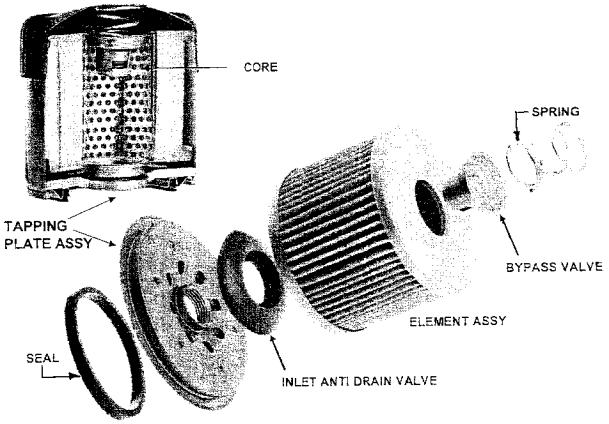 CORE
SPRING
TAPPING
PLATE ASSY
BYPASS VALVE
ELEMENT ASSY
SEAL
INLET ANTI DRAIN VALVE